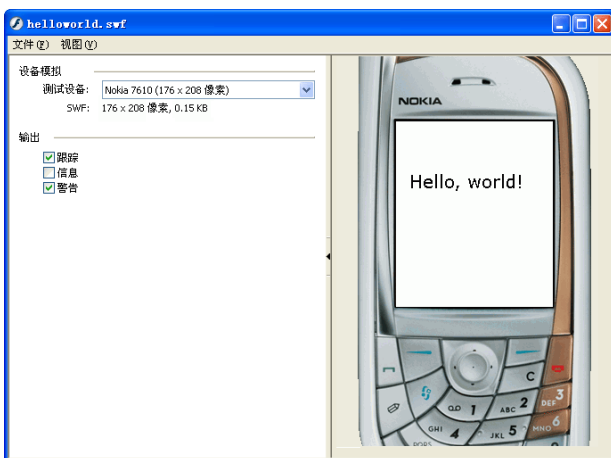 helloworld.swf
文件(F) 视图(V)
设备模拟
测试设备: Nokia 7610 (176 x 208 像素)
SWF: 176 x 208 像素, 0.15 KB
输出
跟踪
信息
警告
NOKIA
Hello, world!
C
1 ABC 2 DEF 3
GHI 4 JKL 5 MNO 6
PQRS